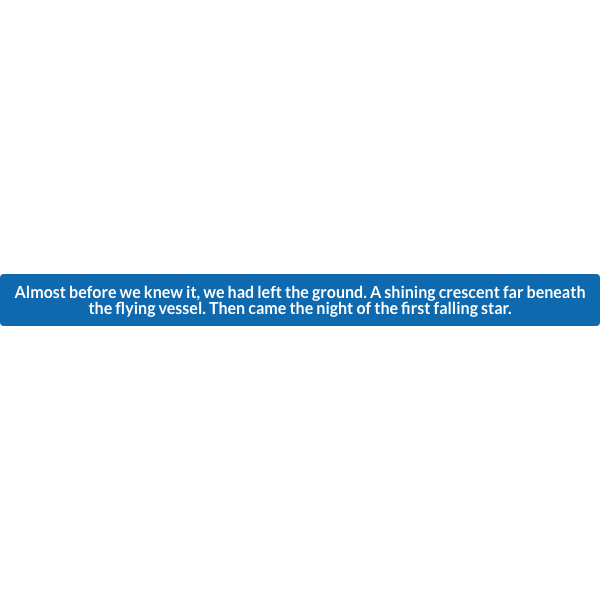 Almost before we knew it, we had left the ground. A shining crescent far beneath
the flying vessel. Then came the night of the first falling star.